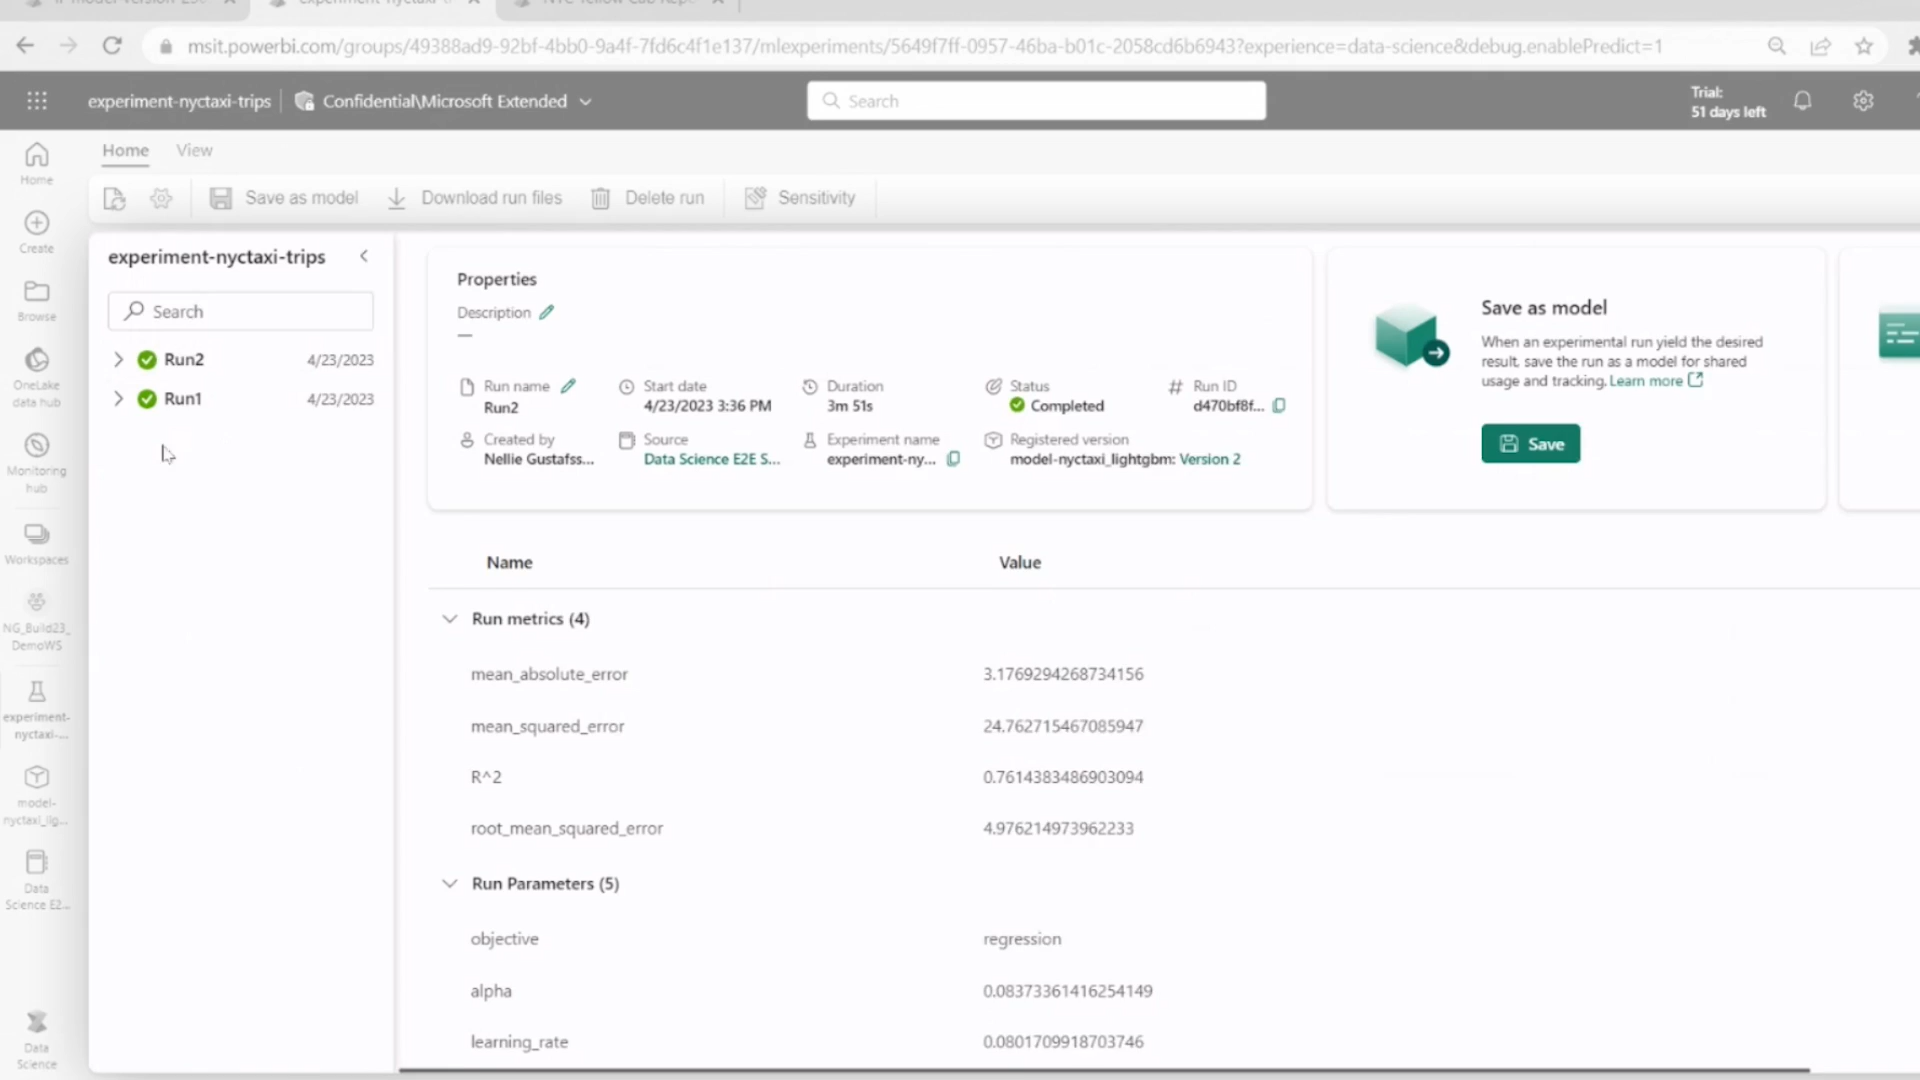 msit.powerbi.com/groups/49388ad9-92bf-4bb0-9a4f-7fd6c4f1e137/mlexperiments/5649f7ff-0957-46ba-b01c-2058cd6b6943?experience=data-science&debug.enablePredict=1
experiment-nyctaxi-trips
Confidential\Microsoft Extended
Search
Trial:
51 days left
Home
View
Save as model
Download run files
Delete run
Sensitivity
Home
Create
Browse
OneLake
data hub
Monitoring
hub
Workspaces
NG_Build23_
DemoWS
experiment-
nyctaxi-...
model-
nyctaxi_lig...
Data
Science E2...
Data
Science
experiment-nyctaxi-trips
Search
Run2 4/23/2023
Run1 4/23/2023
Properties
Description
—
Run name
Run2
Start date
4/23/2023 3:36 PM
Duration
3m 51s
Status
Completed
Run ID
d470bf8f...
Created by
Nellie Gustafss...
Source
Data Science E2E S...
Experiment name
experiment-ny...
Registered version
model-nyctaxi_lightgbm: Version 2
Save as model
When an experimental run yield the desired
result, save the run as a model for shared
usage and tracking. Learn more
Save
Name Value
Run metrics (4)
mean_absolute_error 3.1769294268734156
mean_squared_error 24.762715467085947
R^2 0.7614383486903094
root_mean_squared_error 4.976214973962233
Run Parameters (5)
objective regression
alpha 0.08373361416254149
learning_rate 0.0801709918703746